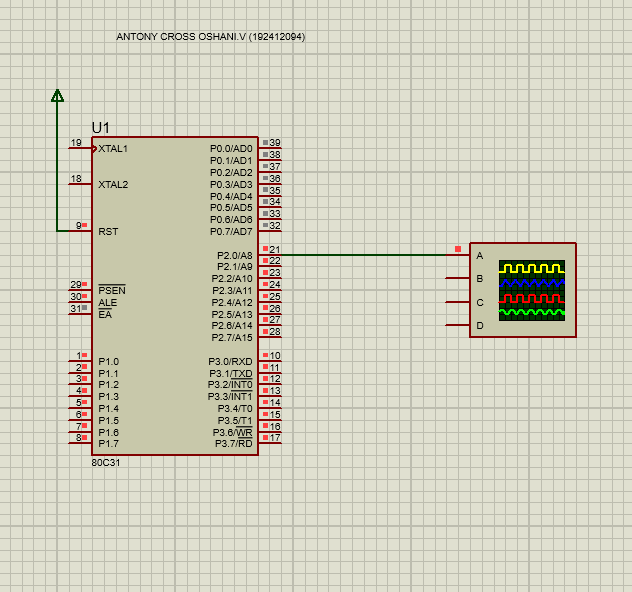 ANTONY CROSS OSHANI.V (192412094)
U1
19 XTAL1 P0.0/AD0 39
P0.1/AD1 38
P0.2/AD2 37
18 XTAL2 P0.3/AD3 36
P0.4/AD4 35
P0.5/AD5 34
P0.6/AD6 33
9 RST P0.7/AD7 32
P2.0/A8 21 A
P2.1/A9 22
P2.2/A10 23 B
29 PSEN P2.3/A11 24
30 ALE P2.4/A12 25 C
31 EA P2.5/A13 26
P2.6/A14 27 D
P2.7/A15 28
1 P1.0 P3.0/RXD 10
2 P1.1 P3.1/TXD 11
3 P1.2 P3.2/INT0 12
4 P1.3 P3.3/INT1 13
5 P1.4 P3.4/T0 14
6 P1.5 P3.5/T1 15
7 P1.6 P3.6/WR 16
8 P1.7 P3.7/RD 17
80C31